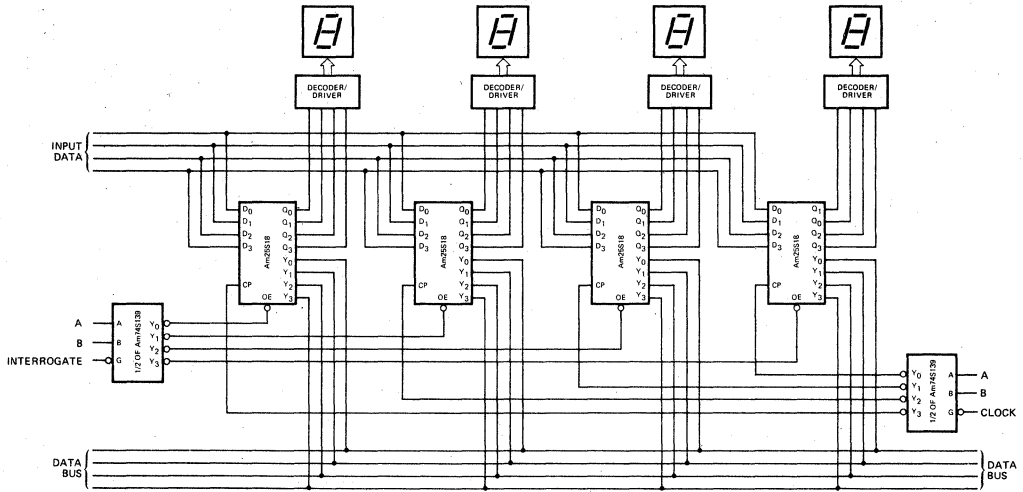 DECODER/
DRIVER
DECODER/
DRIVER
DECODER/
DRIVER
DECODER/
DRIVER
INPUT
DATA
D0
D1
D2
D3
CP
Am25S18
OE
Q0
Q1
Q2
Q3
Y0
Y1
Y2
Y3
D0
D1
D2
D3
CP
Am25S18
OE
Q0
Q1
Q2
Q3
Y0
Y1
Y2
Y3
D0
D1
D2
D3
CP
Am25S18
OE
Q0
Q1
Q2
Q3
Y0
Y1
Y2
Y3
D0
D1
D2
D3
CP
Am25S18
OE
Q1
Q0
Q2
Q3
Y0
Y1
Y2
Y3
A
B
INTERROGATE
A
B
G
1/2 OF Am74S139
Y0
Y1
Y2
Y3
Y0
Y1
Y2
Y3
1/2 OF Am74S139
A
B
G
A
B
CLOCK
DATA
BUS
DATA
BUS